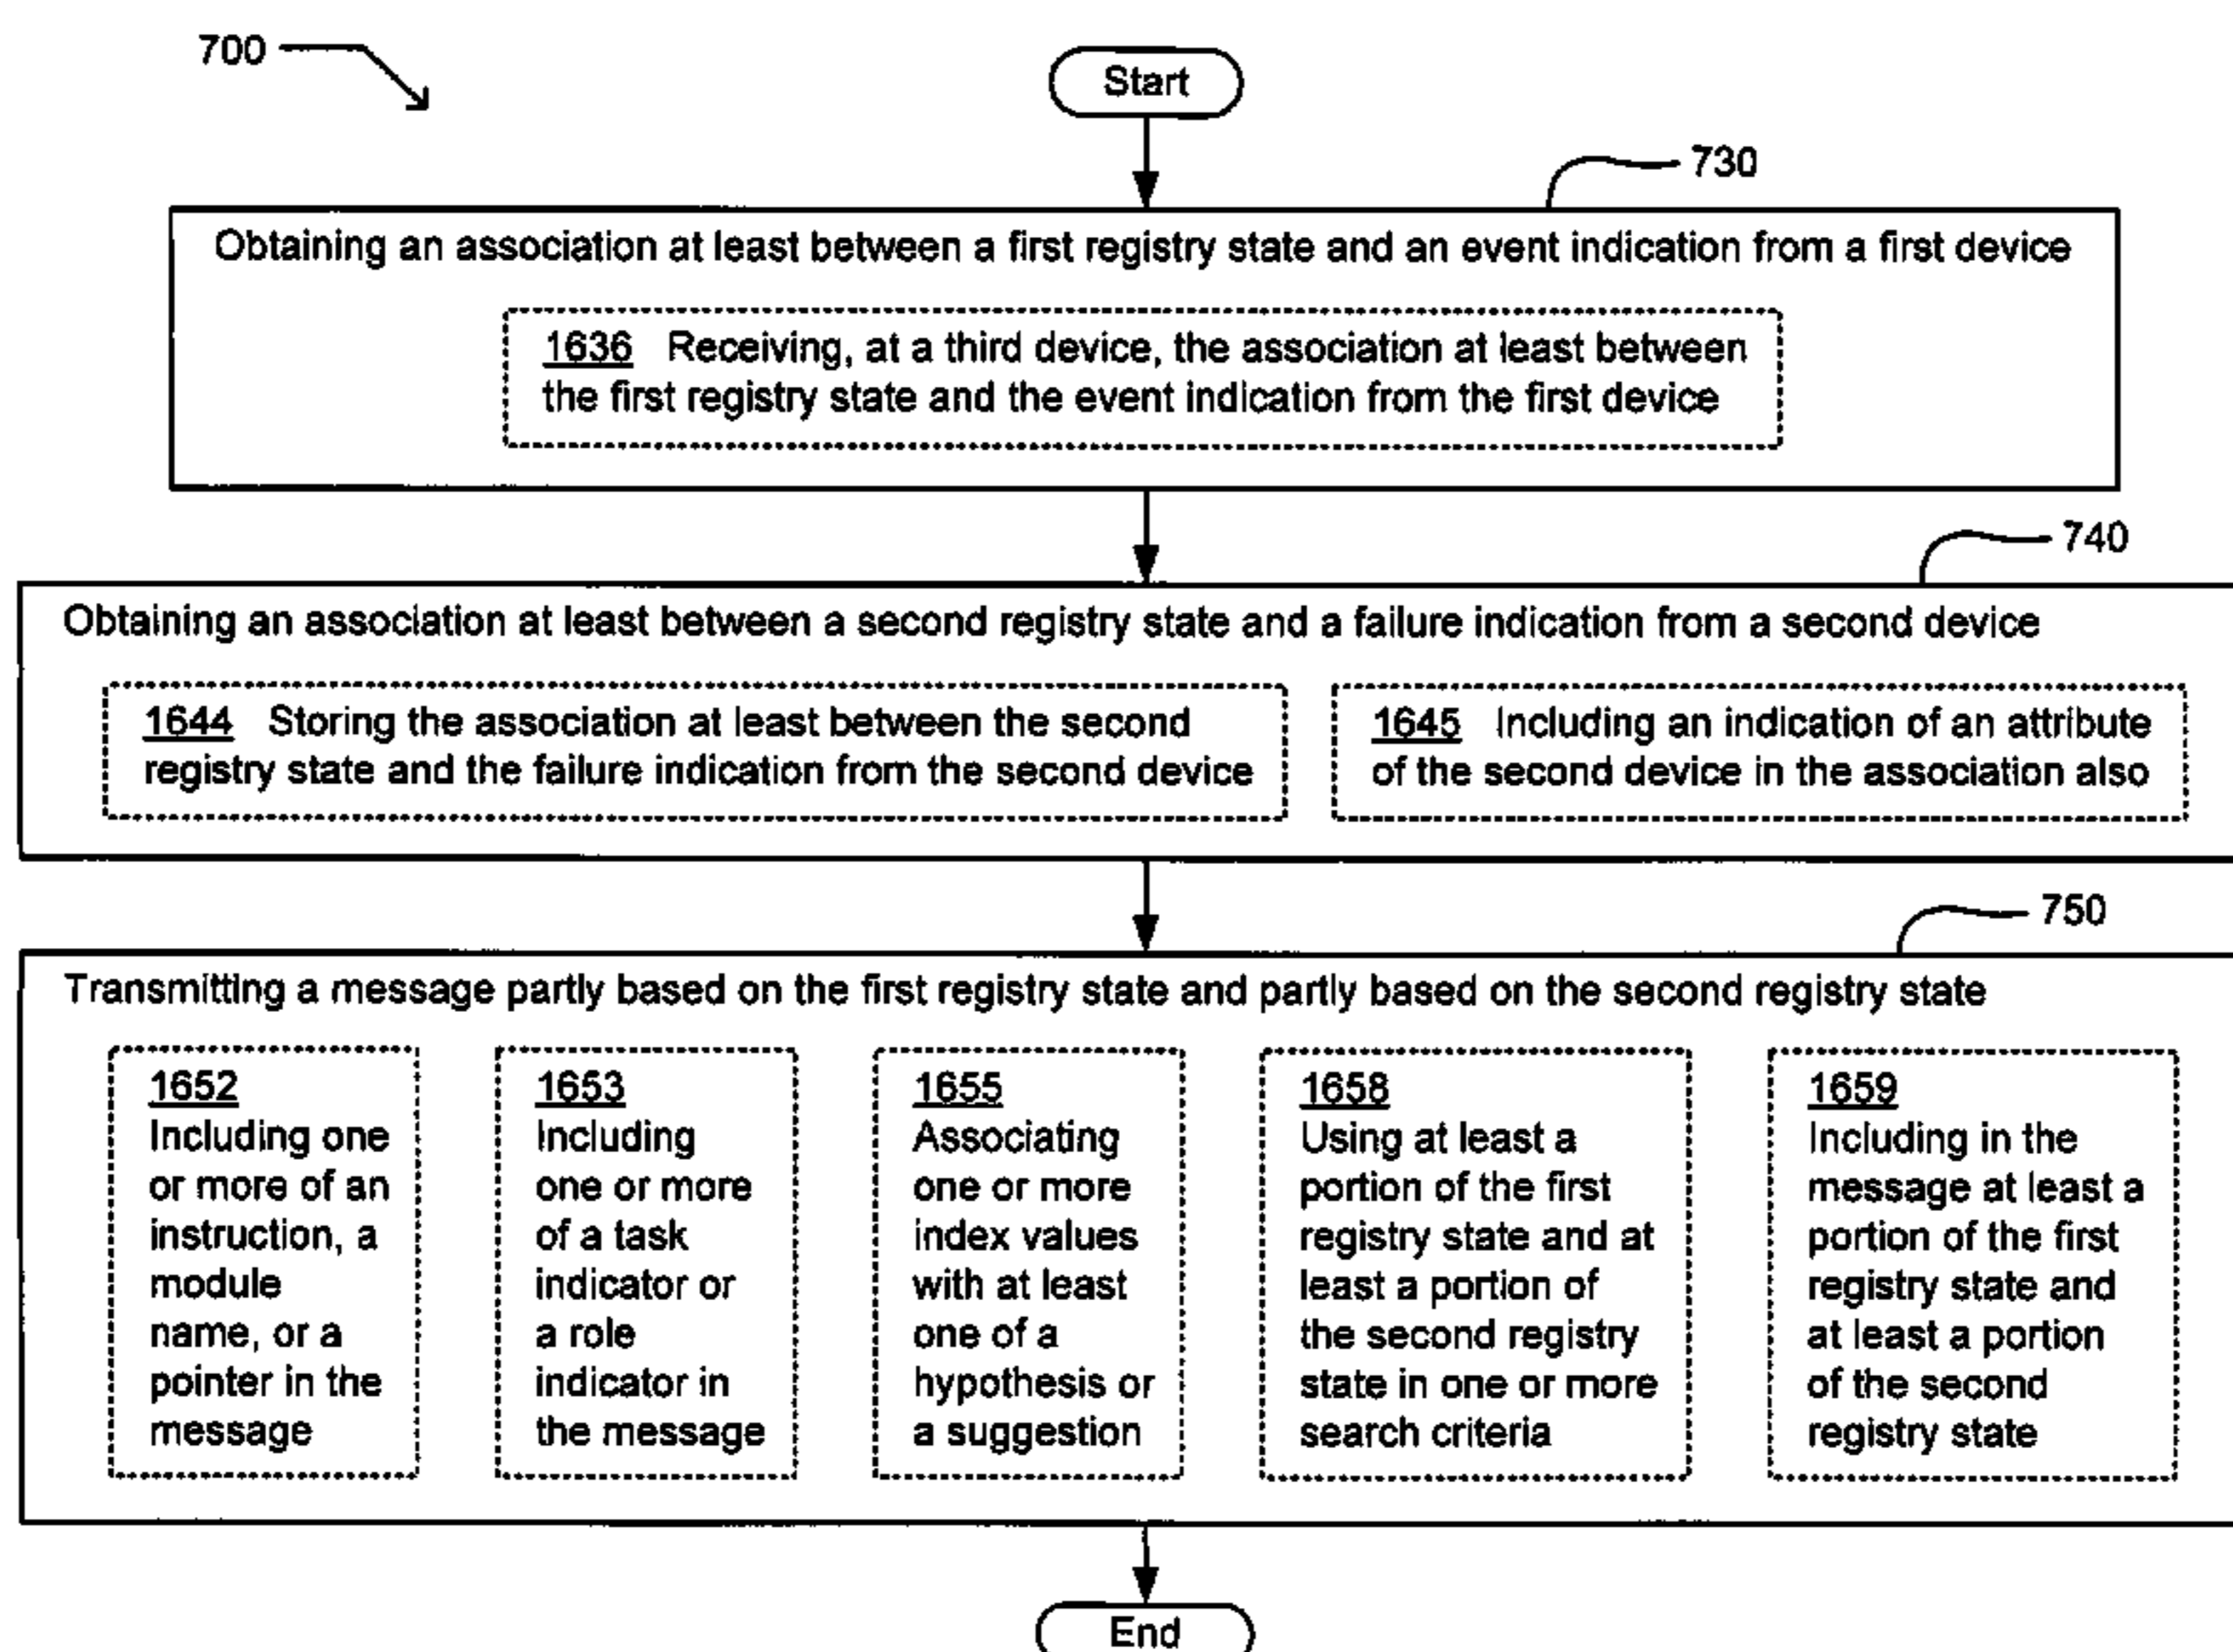 700
Start
730
Obtaining an association at least between a first registry state and an event indication from a first device
1636 Receiving, at a third device, the association at least between
the first registry state and the event indication from the first device
740
Obtaining an association at least between a second registry state and a failure indication from a second device
1644 Storing the association at least between the second
registry state and the failure indication from the second device
1645 Including an indication of an attribute
of the second device in the association also
750
Transmitting a message partly based on the first registry state and partly based on the second registry state
1652
Including one
or more of an
instruction, a
module
name, or a
pointer in the
message
1653
Including
one or more
of a task
indicator or
a role
indicator in
the message
1655
Associating
one or more
index values
with at least
one of a
hypothesis or
a suggestion
1658
Using at least a
portion of the first
registry state and at
least a portion of
the second registry
state in one or more
search criteria
1659
Including in the
message at least a
portion of the first
registry state and
at least a portion
of the second
registry state
End